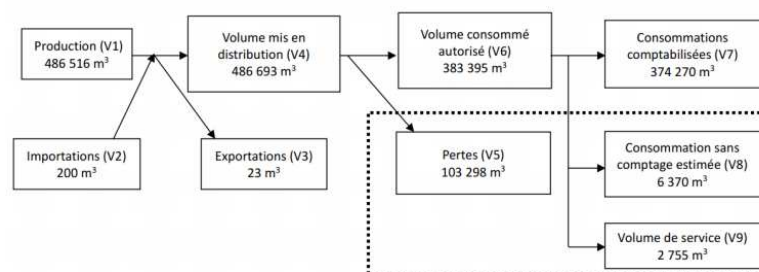 Production (V1)
486 516 m³
Volume mis en
distribution (V4)
486 693 m³
Volume consommé
autorisé (V6)
383 395 m³
Consommations
comptabilisées (V7)
374 270 m³
Importations (V2)
200 m³
Exportations (V3)
23 m³
Pertes (V5)
103 298 m³
Consommation sans
comptage estimée (V8)
6 370 m³
Volume de service (V9)
2 755 m³